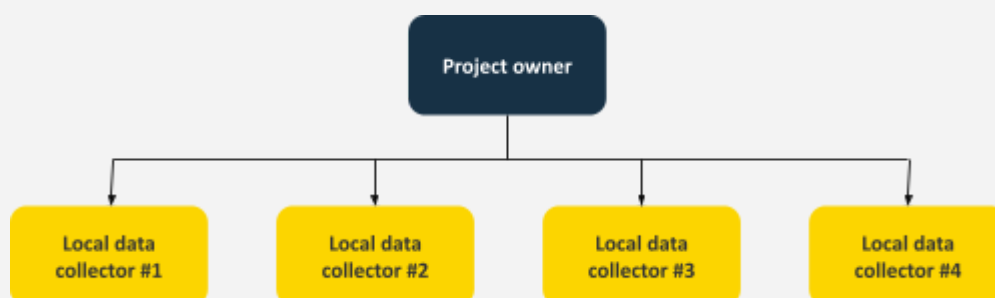 Project owner
Local data
collector #1
Local data
collector #2
Local data
collector #3
Local data
collector #4